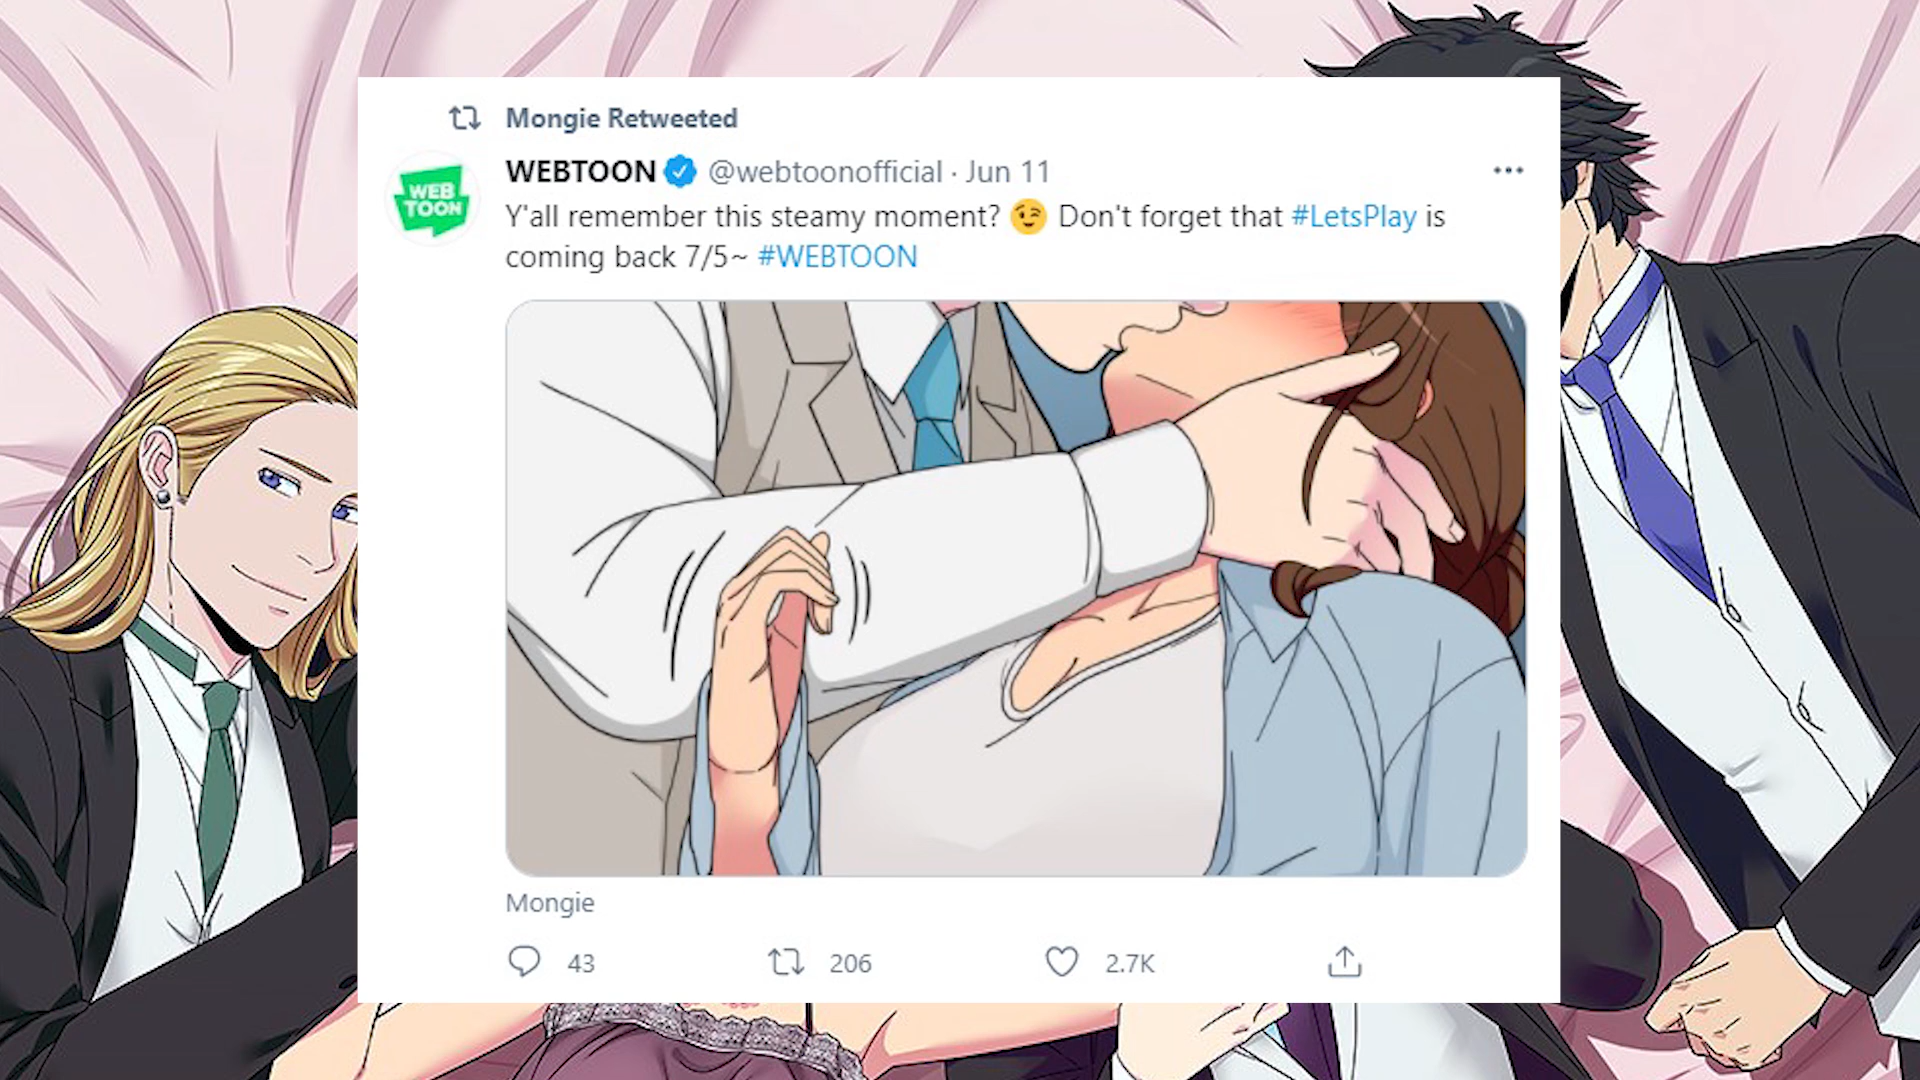 Mongie Retweeted
WEBTOON @webtoonofficial · Jun 11
WEB
TOON
Y'all remember this steamy moment? 😉 Don't forget that #LetsPlay is
coming back 7/5~ #WEBTOON
Mongie
43 206 2.7K